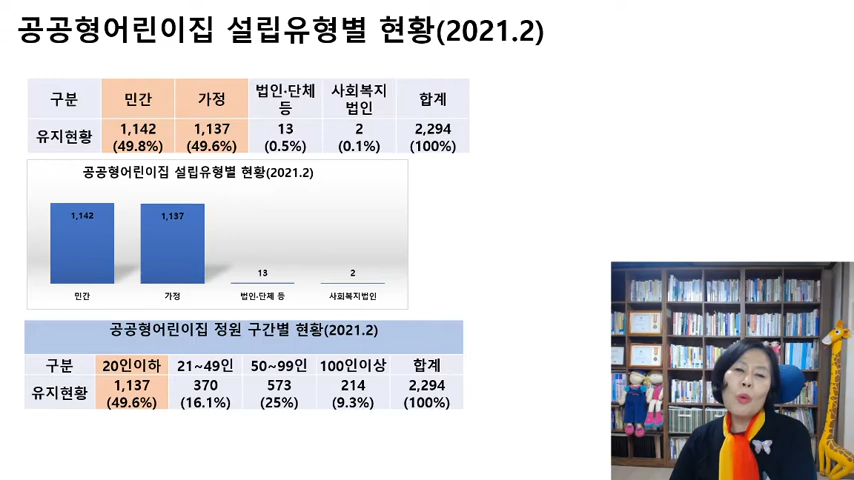 공공형어린이집 설립유형별 현황(2021.2)
구분 민간 가정 법인·단체 등 사회복지 법인 합계
유지현황 1,142 (49.8%) 1,137 (49.6%) 13 (0.5%) 2 (0.1%) 2,294 (100%)
공공형어린이집 설립유형별 현황(2021.2)
1,142 1,137 13 2
민간 가정 법인·단체 등 사회복지법인
공공형어린이집 정원 구간별 현황(2021.2)
구분 20인이하 21~49인 50~99인 100인이상 합계
유지현황 1,137 (49.6%) 370 (16.1%) 573 (25%) 214 (9.3%) 2,294 (100%)